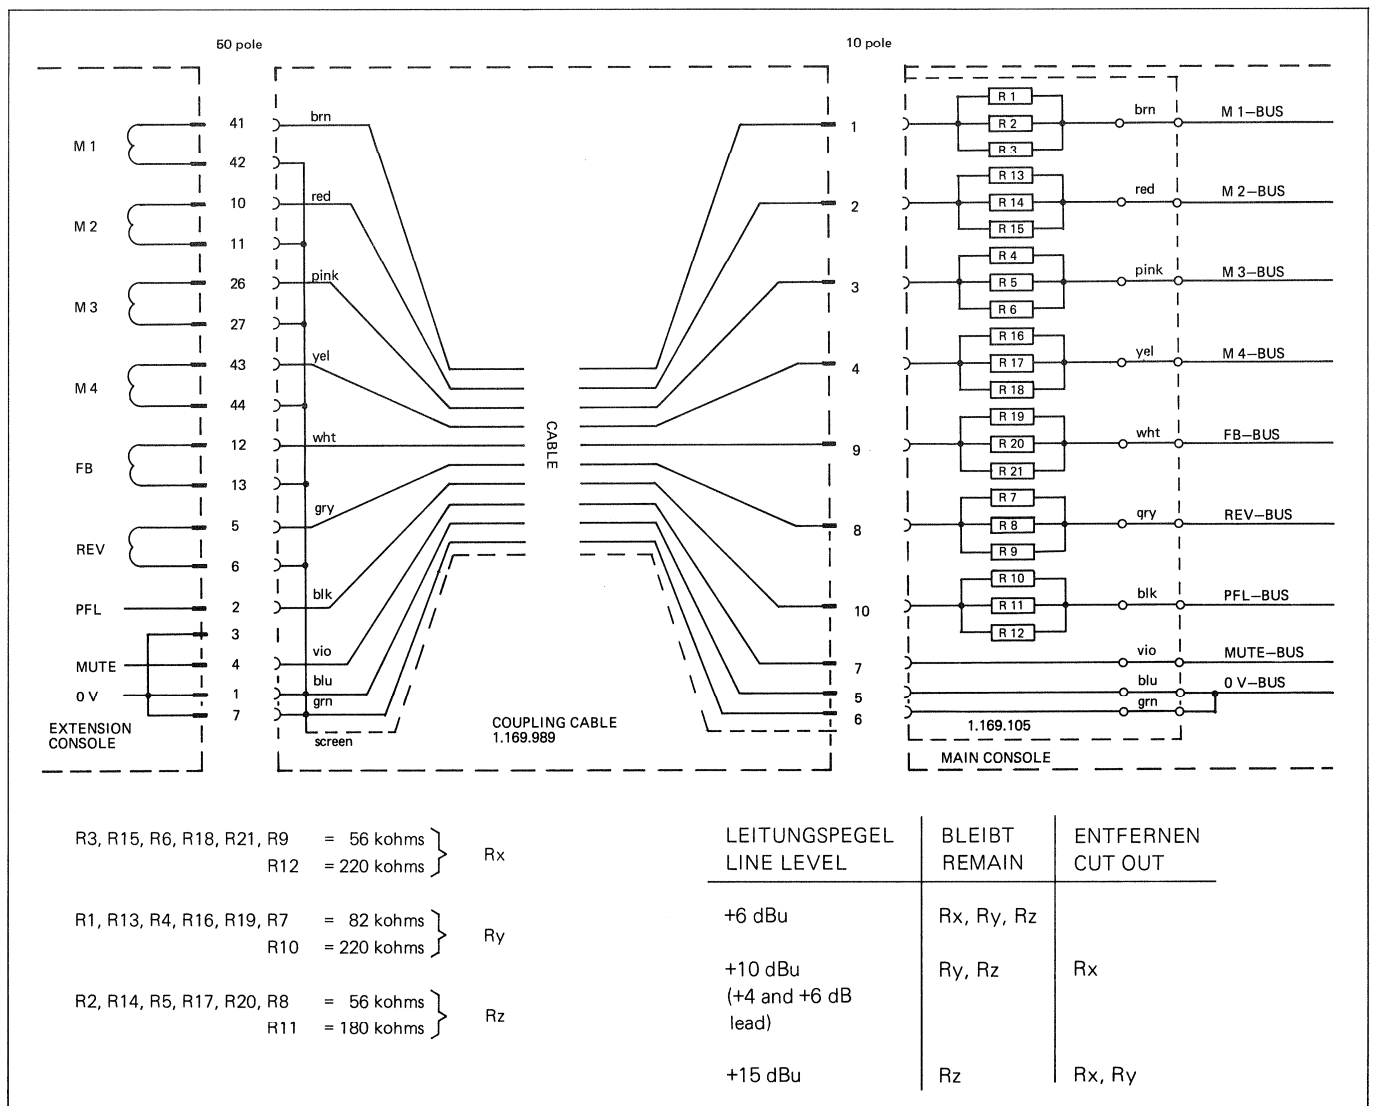 50 pole
10 pole
M 1
M 2
M 3
M 4
FB
REV
PFL
MUTE
0 V
EXTENSION
CONSOLE
41
42
10
11
26
27
43
44
12
13
5
6
2
3
4
1
7
brn
red
pink
yel
wht
gry
blk
vio
blu
grn
screen
CABLE
COUPLING CABLE
1.169.989
1
2
3
4
9
8
10
7
5
6
R 1
R 2
R 3
brn
M 1–BUS
R 13
R 14
R 15
red
M 2–BUS
R 4
R 5
R 6
pink
M 3–BUS
R 16
R 17
R 18
yel
M 4–BUS
R 19
R 20
R 21
wht
FB–BUS
R 7
R 8
R 9
gry
REV–BUS
R 10
R 11
R 12
blk
PFL–BUS
vio
MUTE–BUS
blu
0 V–BUS
grn
1.169.105
MAIN CONSOLE
R3, R15, R6, R18, R21, R9 = 56 kohms
R12 = 220 kohms
Rx
R1, R13, R4, R16, R19, R7 = 82 kohms
R10 = 220 kohms
Ry
R2, R14, R5, R17, R20, R8 = 56 kohms
R11 = 180 kohms
Rz
LEITUNGSPEGEL BLEIBT ENTFERNEN
LINE LEVEL REMAIN CUT OUT
+6 dBu Rx, Ry, Rz
+10 dBu Ry, Rz Rx
(+4 and +6 dB
lead)
+15 dBu Rz Rx, Ry